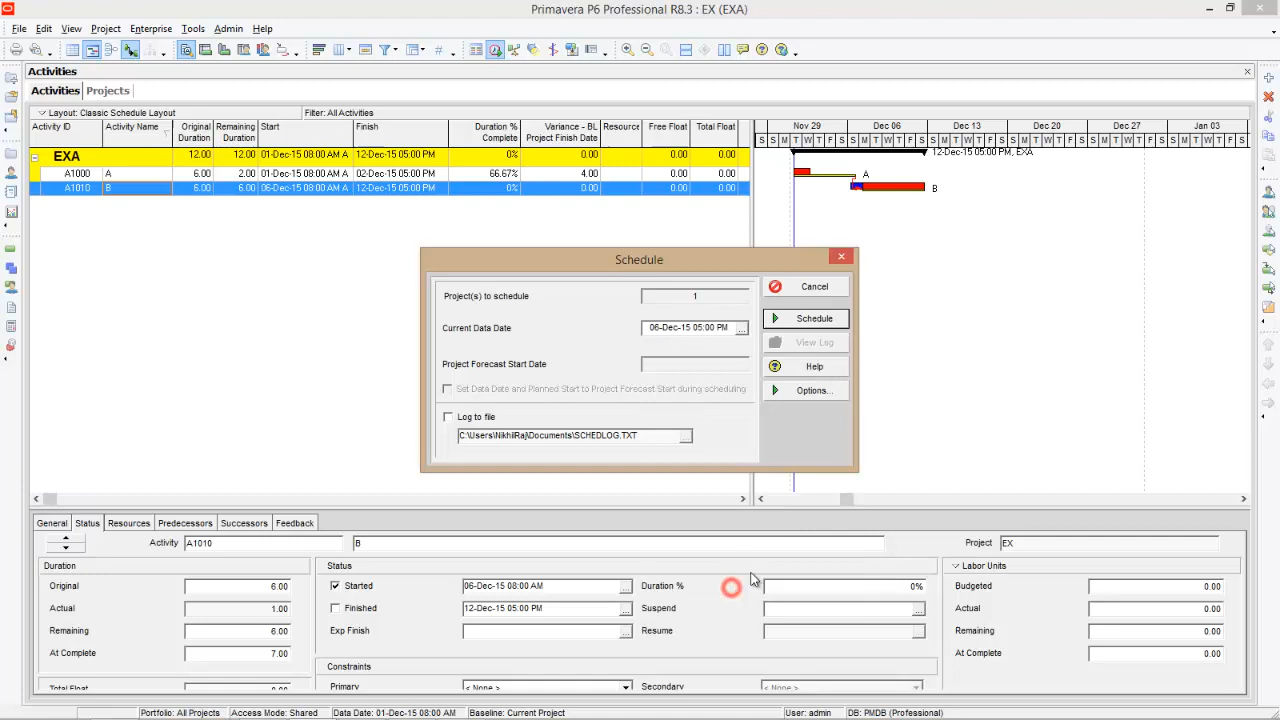 Primavera P6 Professional R8.3 : EX (EXA)
File Edit View Project Enterprise Tools Admin Help
Activities
Activities Projects
Layout: Classic Schedule Layout Filter: All Activities
Activity ID Activity Name Original Duration Remaining Duration Start Finish Duration % Complete Variance - BL Project Finish Date Resource Free Float Total Float
Nov 29 Dec 06 Dec 13 Dec 20 Dec 27 Jan 03
S S M T W T F S S M T W T F S S M T W T F S S M T W T F S S M T W T F S S M T W T F S
EXA 12.00 12.00 01-Dec-15 08:00 AM A 12-Dec-15 05:00 PM 0% 0.00 0.00 0.00 12-Dec-15 05:00 PM, EXA
A1000 A 6.00 2.00 01-Dec-15 08:00 AM A 02-Dec-15 05:00 PM 66.67% 4.00 0.00 0.00 A
A1010 B 6.00 6.00 06-Dec-15 08:00 AM A 12-Dec-15 05:00 PM 0% 0.00 0.00 0.00 B
Schedule
Project(s) to schedule 1 Cancel
Current Data Date 06-Dec-15 05:00 PM ... Schedule
View Log
Project Forecast Start Date Help
Set Data Date and Planned Start to Project Forecast Start during scheduling Options...
Log to file
C:\Users\NikhilRaj\Documents\SCHEDLOG.TXT ...
General Status Resources Predecessors Successors Feedback
Activity A1010 B Project EX
Duration Status Labor Units
Original 6.00 Started 06-Dec-15 08:00 AM ... Duration % 0% Budgeted 0.00
Actual 1.00 Finished 12-Dec-15 05:00 PM ... Suspend ... Actual 0.00
Remaining 6.00 Exp Finish ... Resume ... Remaining 0.00
At Complete 7.00 At Complete 0.00
Constraints
Total Float 0.00 Primary < None > Secondary < None >
Portfolio: All Projects Access Mode: Shared Data Date: 01-Dec-15 08:00 AM Baseline: Current Project User: admin DB: PMDB (Professional)